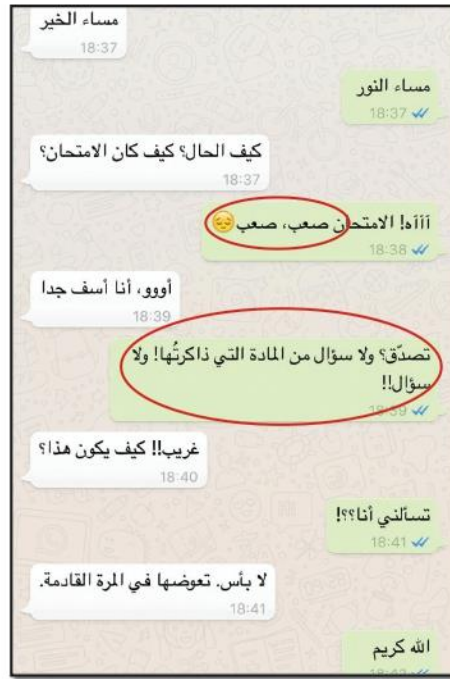 مساء الخير
18:37
مساء النور
18:37
كيف الحال؟ كيف كان الامتحان؟
18:37
آآآه! الامتحان صعب، صعب😔
18:38
أووو، أنا أسف جدا
18:39
تصدّق؟ ولا سؤال من المادة التي ذاكرتُها! ولا
سؤال!!
18:39
غريب!! كيف يكون هذا؟
18:40
تسألني أنا؟؟!
18:41
لا بأس. تعوضها في المرة القادمة.
18:41
الله كريم